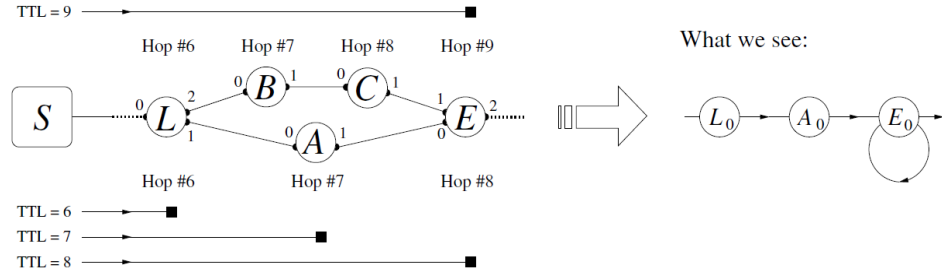 TTL = 9
Hop #6 Hop #7 Hop #8 Hop #9
What we see:
S 0 L 2 1 0 B 1 0 C 1 1 0 E 2
0 A 1
L0 A0 E0
Hop #6 Hop #7 Hop #8
TTL = 6
TTL = 7
TTL = 8